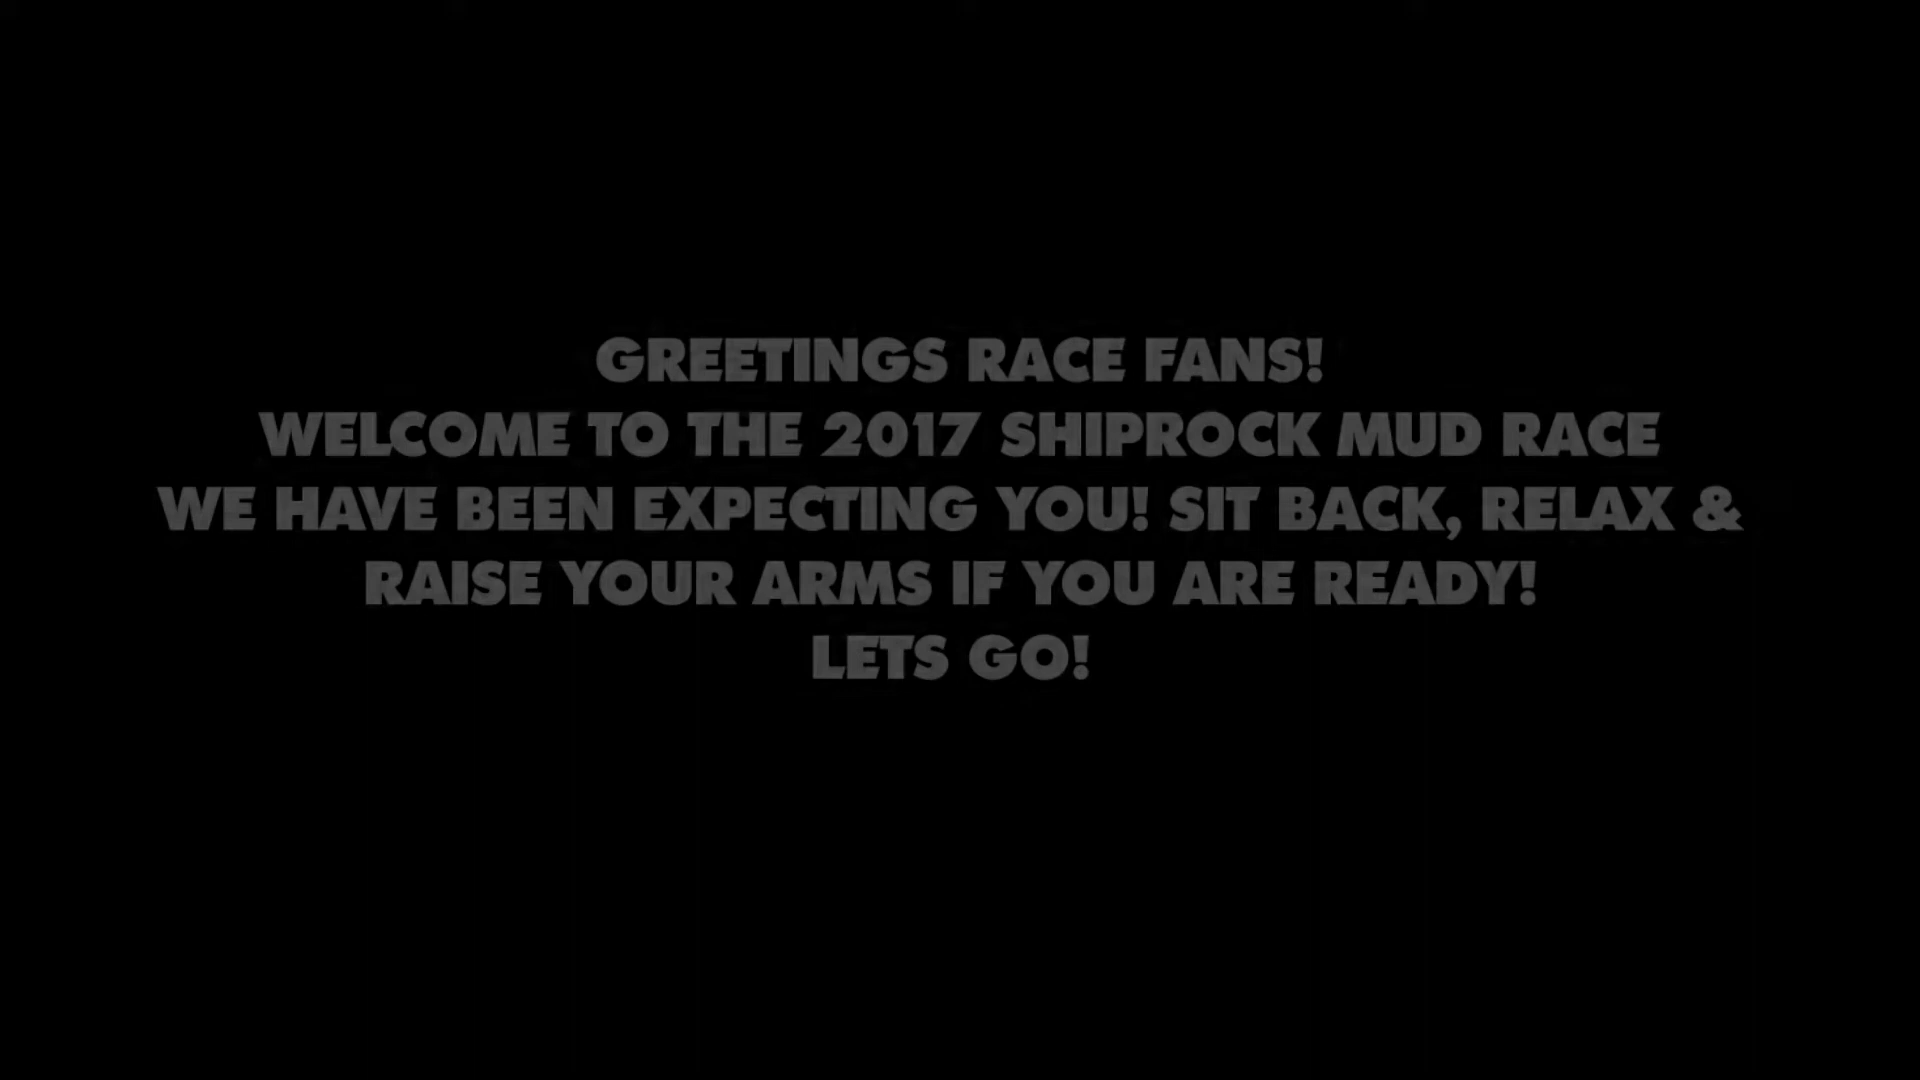 GREETINGS RACE FANS!
WELCOME TO THE 2017 SHIPROCK MUD RACE
WE HAVE BEEN EXPECTING YOU! SIT BACK, RELAX &
RAISE YOUR ARMS IF YOU ARE READY!
LETS GO!